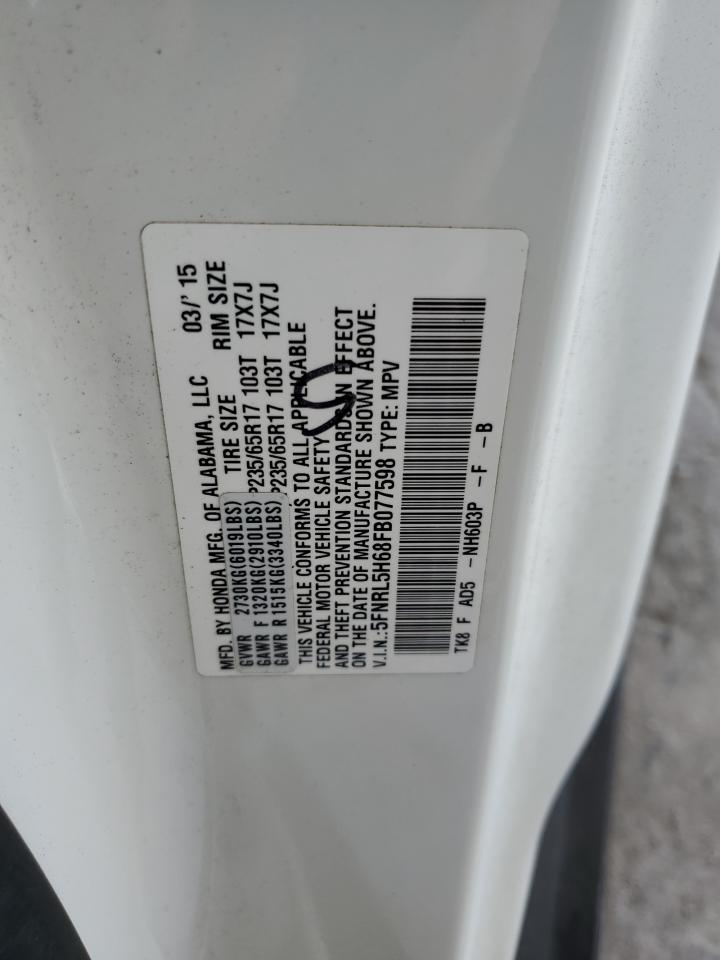 MFD. BY HONDA MFG. OF ALABAMA, LLC 03/' 15
TIRE SIZE RIM SIZE
GVWR 2730KG(6019LBS)
GAWR F 1320KG(2910LBS) P235/65R17 103T 17X7J
GAWR R 1515KG(3340LBS) P235/65R17 103T 17X7J
THIS VEHICLE CONFORMS TO ALL APPLICABLE
FEDERAL MOTOR VEHICLE SAFETY
AND THEFT PREVENTION STANDARDS IN EFFECT
ON THE DATE OF MANUFACTURE SHOWN ABOVE.
V.I.N.:5FNRL5H68FB077598 TYPE: MPV
TK8 F AD5 -NH603P -F -B